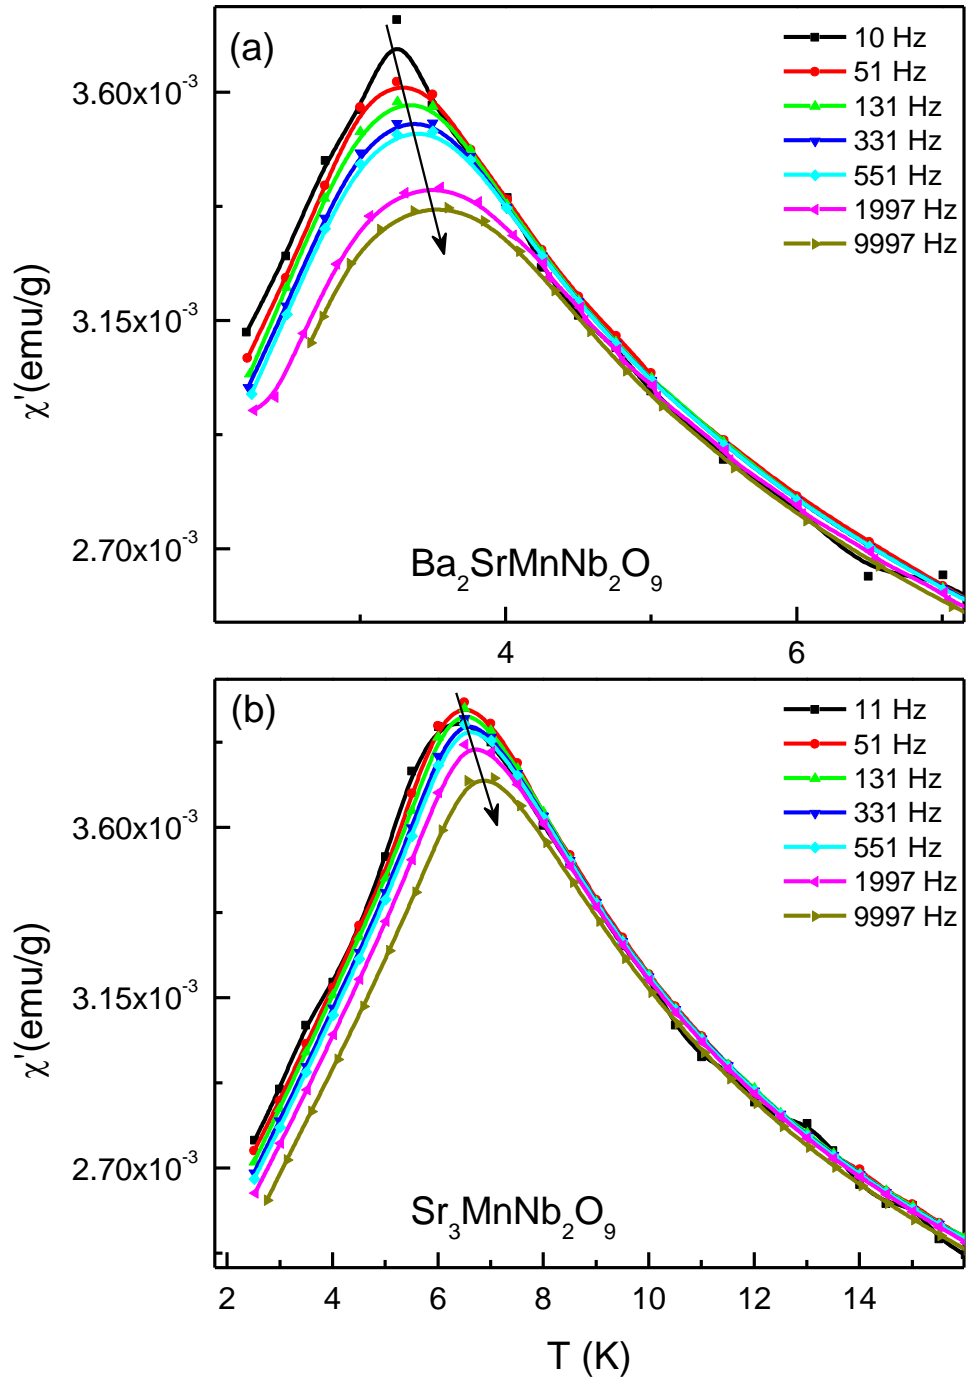 (a)
10 Hz
51 Hz
131 Hz
331 Hz
551 Hz
1997 Hz
9997 Hz
3.60x10⁻³
3.15x10⁻³
2.70x10⁻³
χ'(emu/g)
Ba₂SrMnNb₂O₉
4 6
(b)
11 Hz
51 Hz
131 Hz
331 Hz
551 Hz
1997 Hz
9997 Hz
3.60x10⁻³
3.15x10⁻³
2.70x10⁻³
χ'(emu/g)
Sr₃MnNb₂O₉
2 4 6 8 10 12 14
T (K)